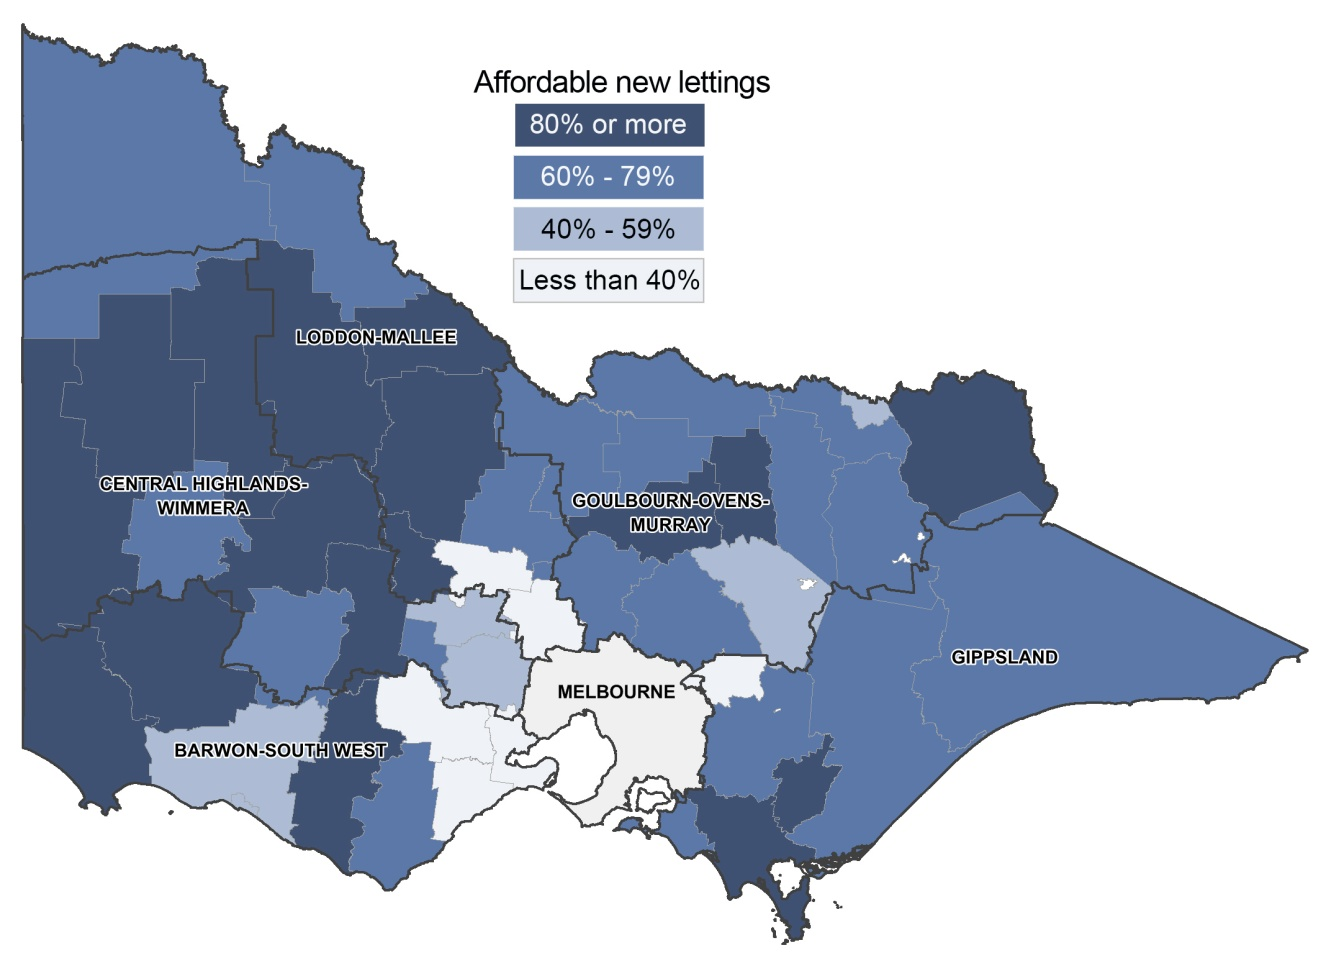 Affordable new lettings
80% or more
60% - 79%
40% - 59%
Less than 40%
LODDON-MALLEE
CENTRAL HIGHLANDS-
WIMMERA
GOULBOURN-OVENS-
MURRAY
GIPPSLAND
MELBOURNE
BARWON-SOUTH WEST